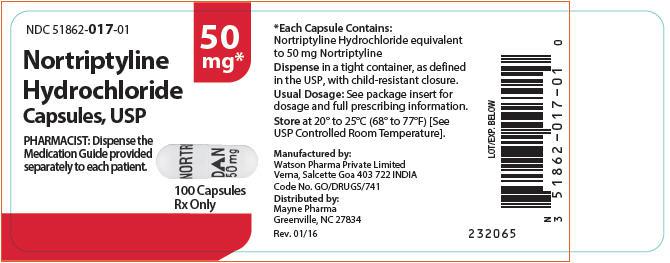 NDC 51862-017-01
Nortriptyline
Hydrochloride
Capsules, USP
50
mg*
PHARMACIST: Dispense the
Medication Guide provided
separately to each patient.
NORTR
DAN
50 mg
100 Capsules
Rx Only
*Each Capsule Contains:
Nortriptyline Hydrochloride equivalent
to 50 mg Nortriptyline
Dispense in a tight container, as defined
in the USP, with child-resistant closure.
Usual Dosage: See package insert for
dosage and full prescribing information.
Store at 20° to 25°C (68° to 77°F) [See
USP Controlled Room Temperature].
Manufactured by:
Watson Pharma Private Limited
Verna, Salcette Goa 403 722 INDIA
Code No. GO/DRUGS/741
Distributed by:
Mayne Pharma
Greenville, NC 27834
Rev. 01/16
232065
LOT/EXP. BELOW
N
3 51862-017-01 0